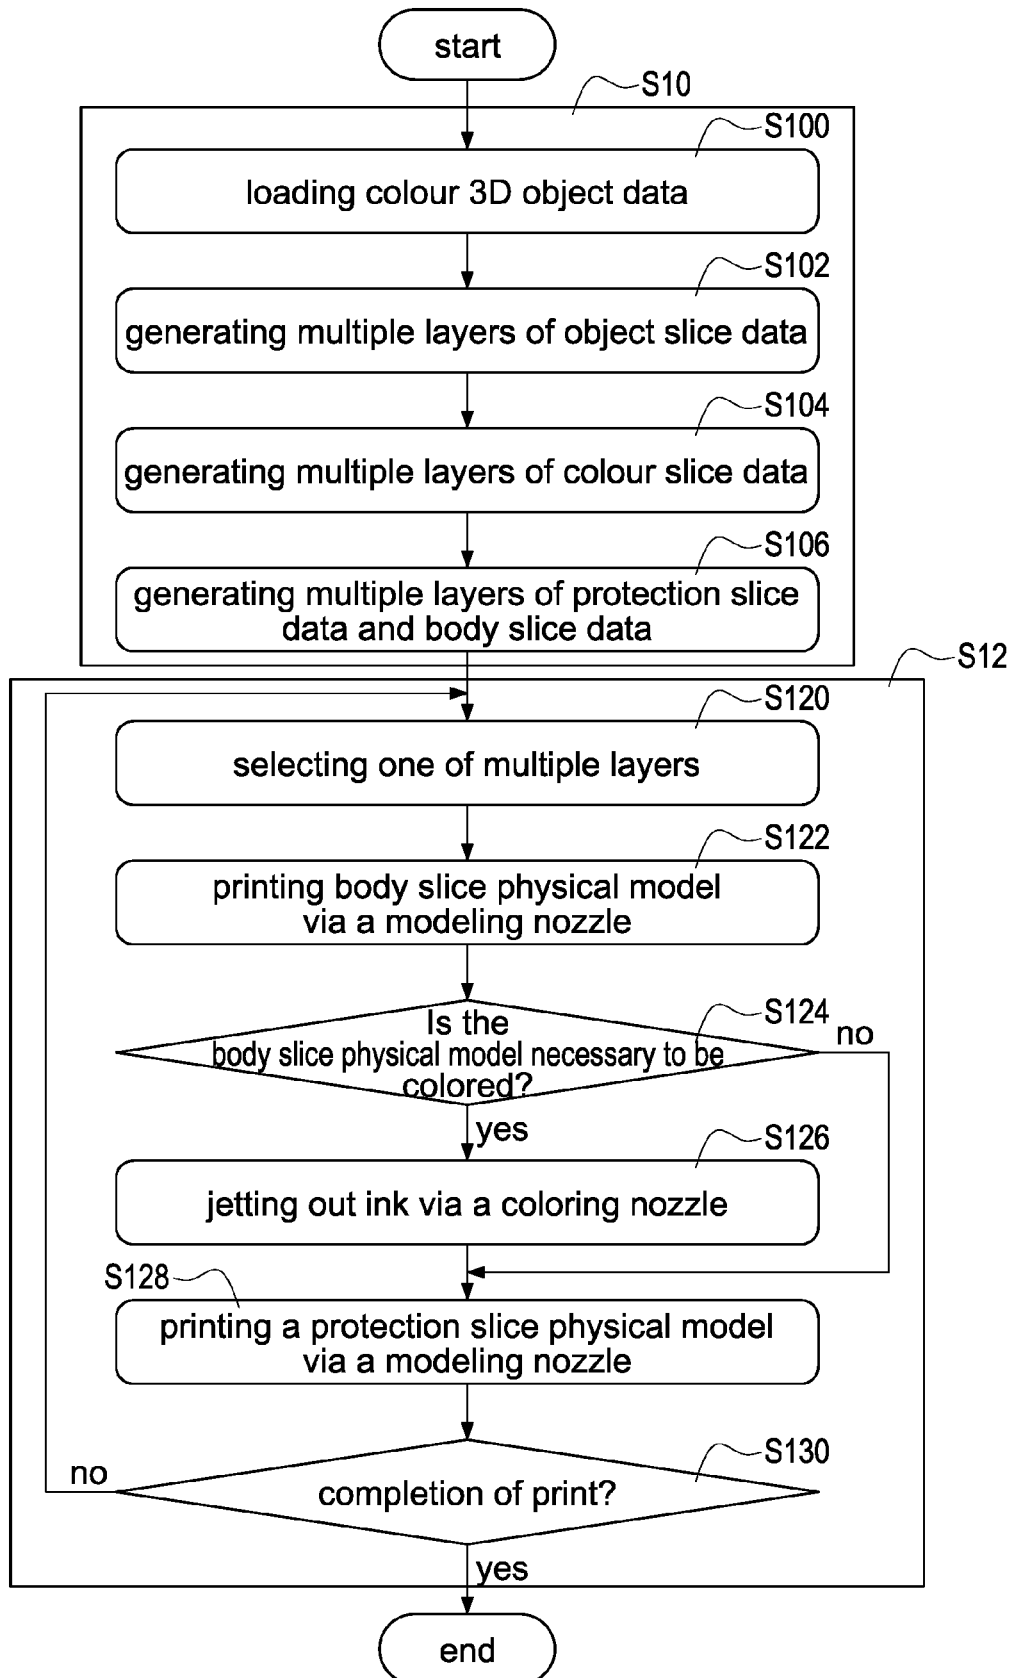 start
S10
S100
loading colour 3D object data
S102
generating multiple layers of object slice data
S104
generating multiple layers of colour slice data
S106
generating multiple layers of protection slice
data and body slice data
S12
S120
selecting one of multiple layers
S122
printing body slice physical model
via a modeling nozzle
S124
Is the
body slice physical model necessary to be
colored?
no
yes
S126
jetting out ink via a coloring nozzle
S128
printing a protection slice physical model
via a modeling nozzle
S130
completion of print?
no
yes
end